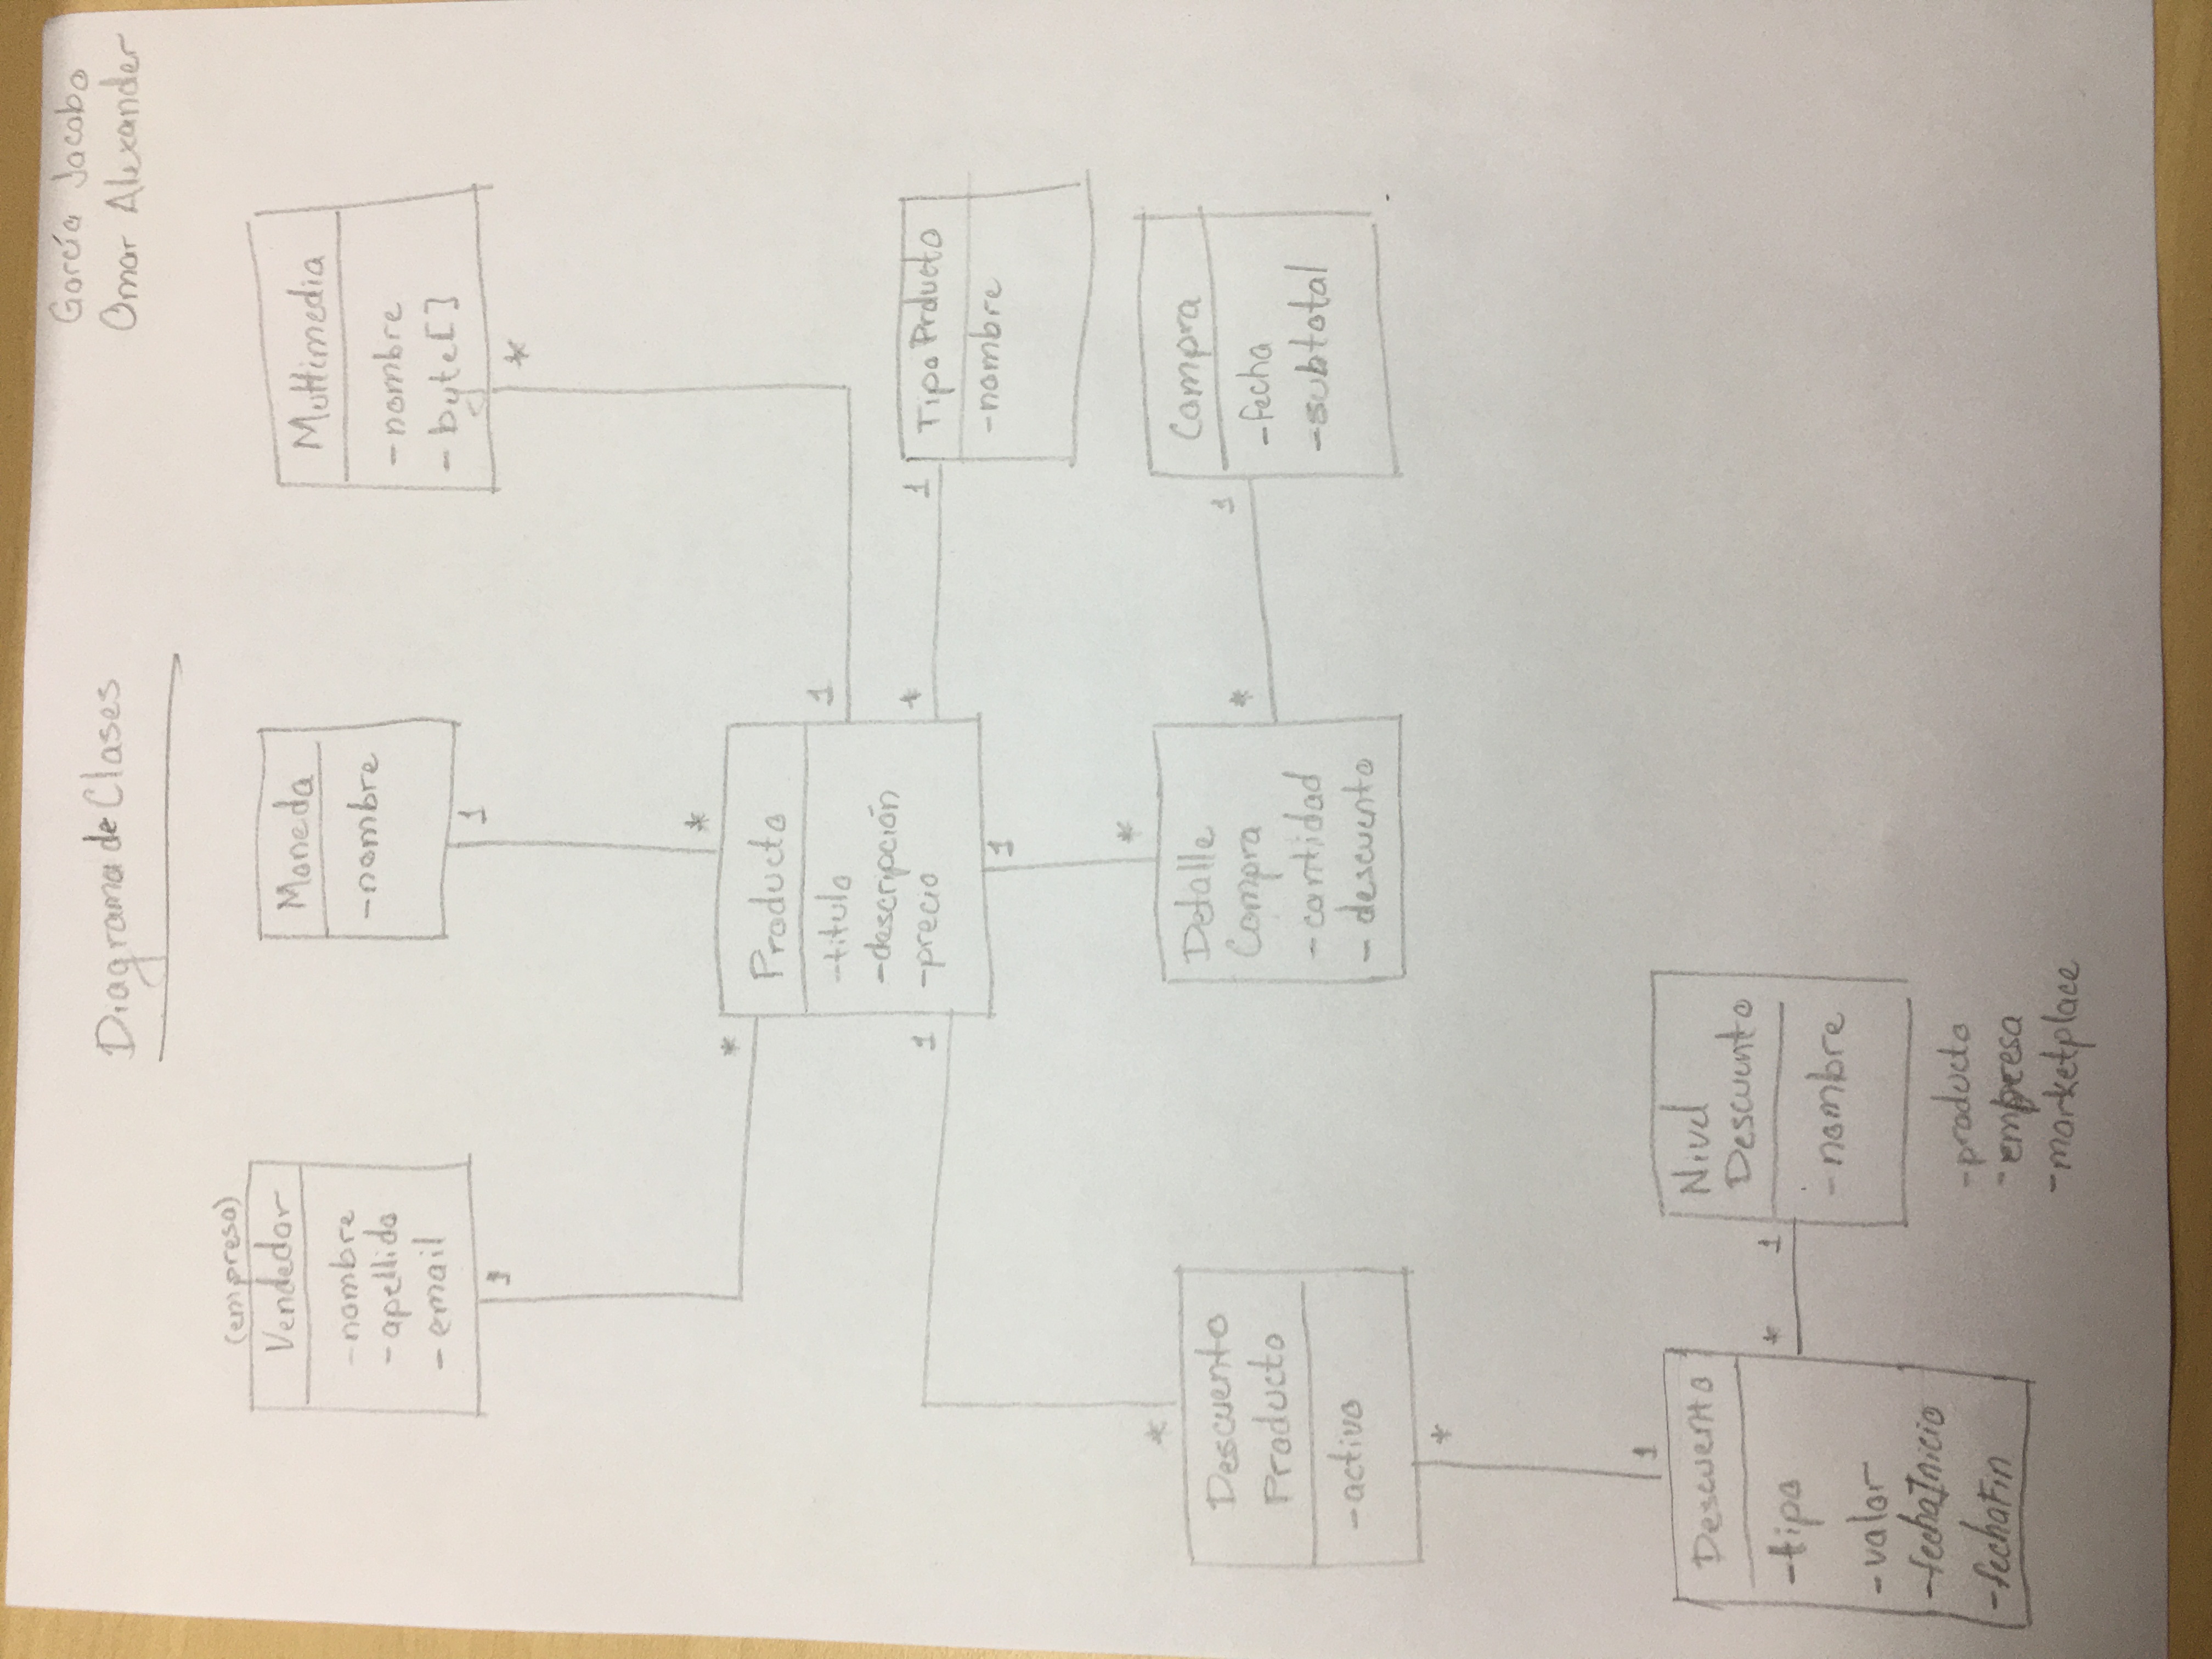 García Jacobo
Omar Alexander
Diagrama de Clases
(empresa)
Vendedor
-nombre
-apellido
-email
1
*
Moneda
-nombre
1
*
Multimedia
-nombre
-byte[]
*
1
Producto
-titulo
-descripción
-precio
* 1
Tipo Prducto
-nombre
1
*
1
*
Descuento
Producto
-activo
*
1
Detalle
Compra
-cantidad
-descuento
* 1
Compra
-fecha
-subtotal
Descuento
-tipo
-valor
-fechaInicio
-fechaFin
* 1
Nivel
Descuento
-nombre
-producto
-empresa
-marketplace